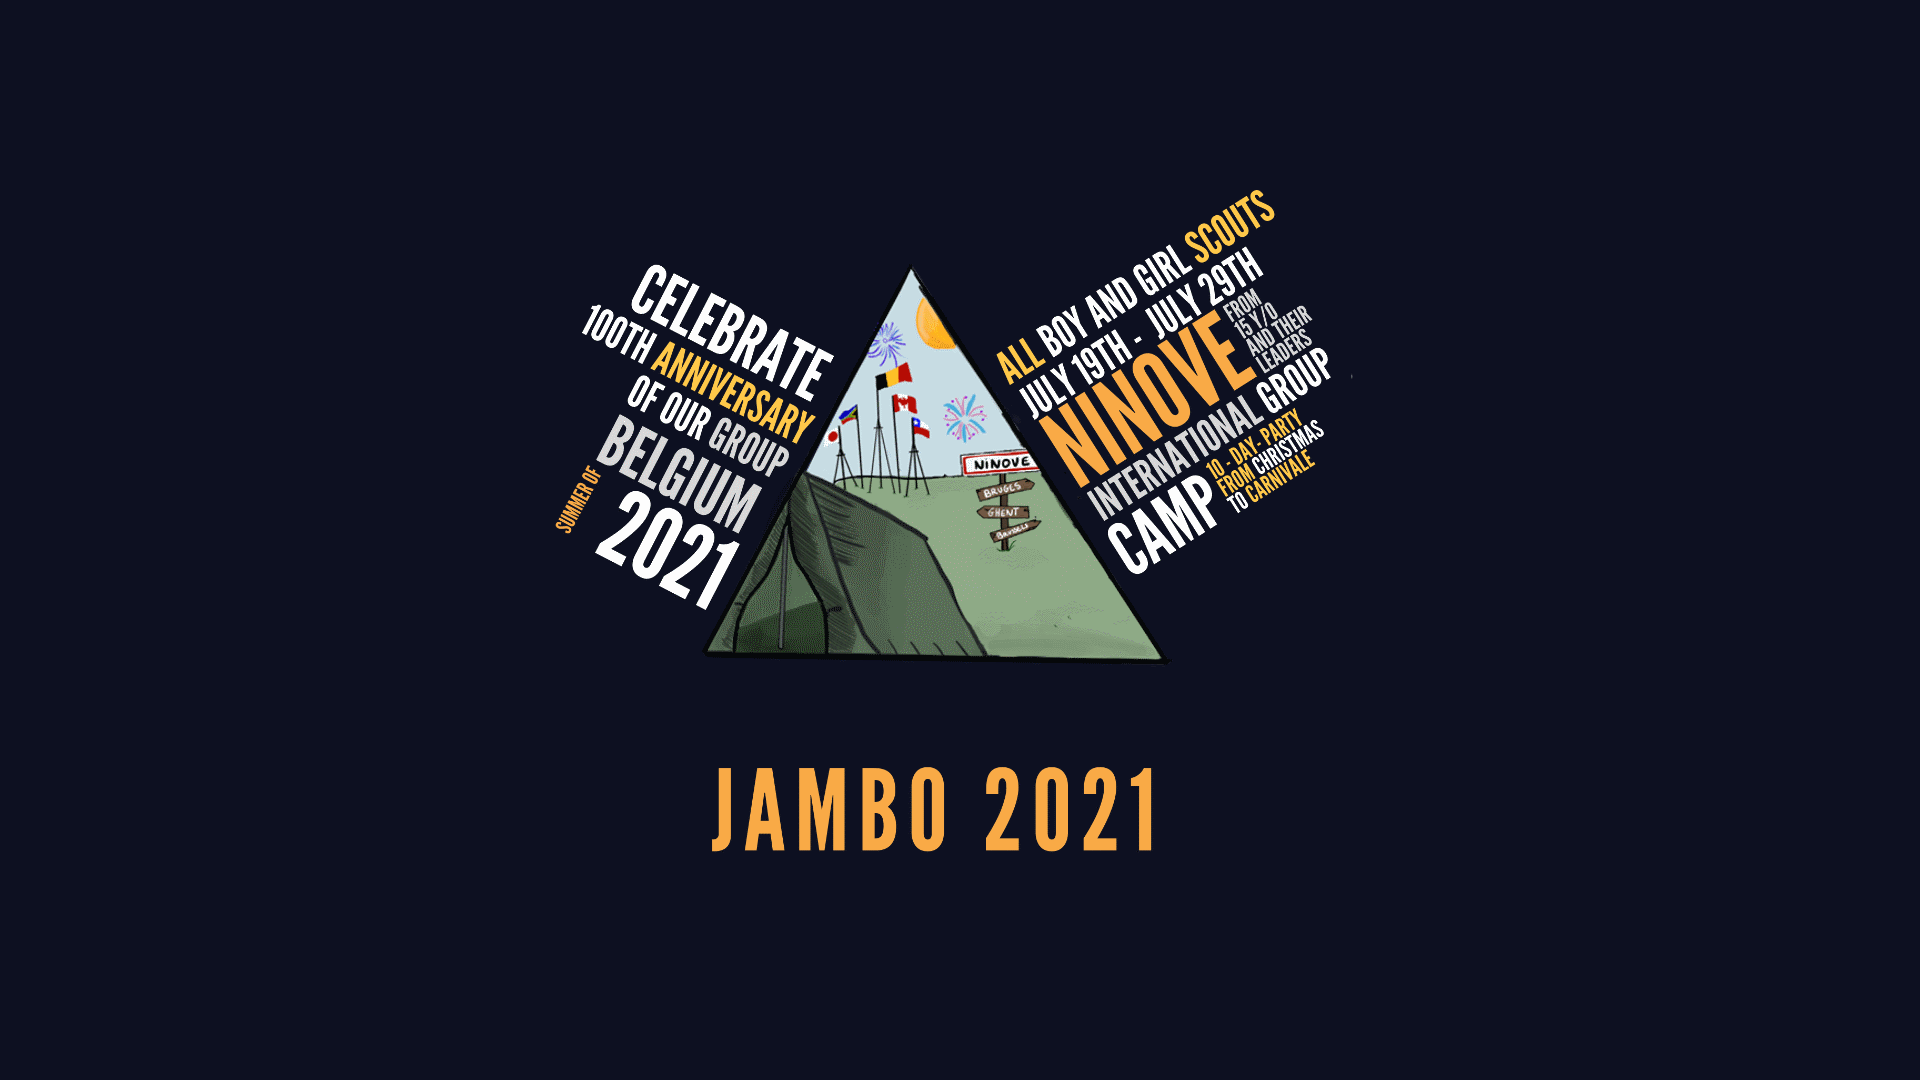 CELEBRATE
100TH ANNIVERSARY
OF OUR GROUP
BELGIUM
SUMMER OF
2021
ALL BOY AND GIRL SCOUTS
JULY 19TH - JULY 29TH
NINOVE
FROM
15 Y/O
AND THEIR
LEADERS
INTERNATIONAL GROUP
CAMP
10 - DAY- PARTY
FROM CHRISTMAS
TO CARNIVALE
NINOVE
BRUGES
GHENT
BRUSSELS
JAMBO 2021